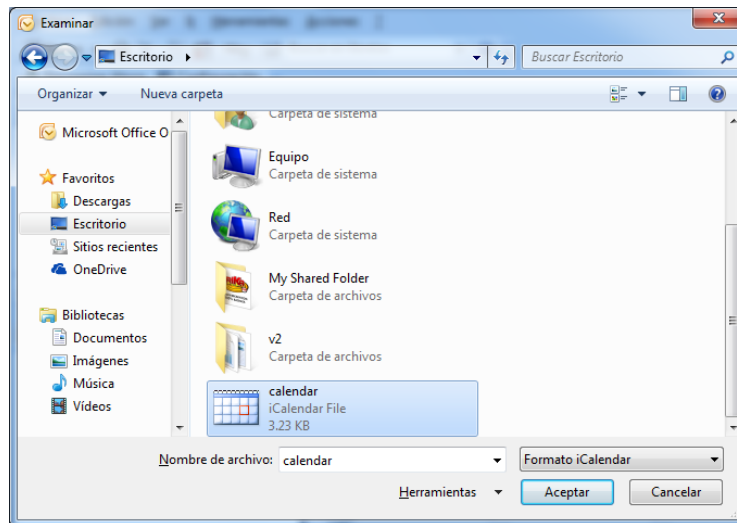 Examinar
Escritorio
Buscar Escritorio
Organizar
Nueva carpeta
Microsoft Office O
Favoritos
Descargas
Escritorio
Sitios recientes
OneDrive
Bibliotecas
Documentos
Imágenes
Música
Vídeos
Carpeta de sistema
Equipo
Carpeta de sistema
Red
Carpeta de sistema
My Shared Folder
Carpeta de archivos
v2
Carpeta de archivos
calendar
iCalendar File
3.23 KB
Nombre de archivo: calendar
Formato iCalendar
Herramientas
Aceptar
Cancelar